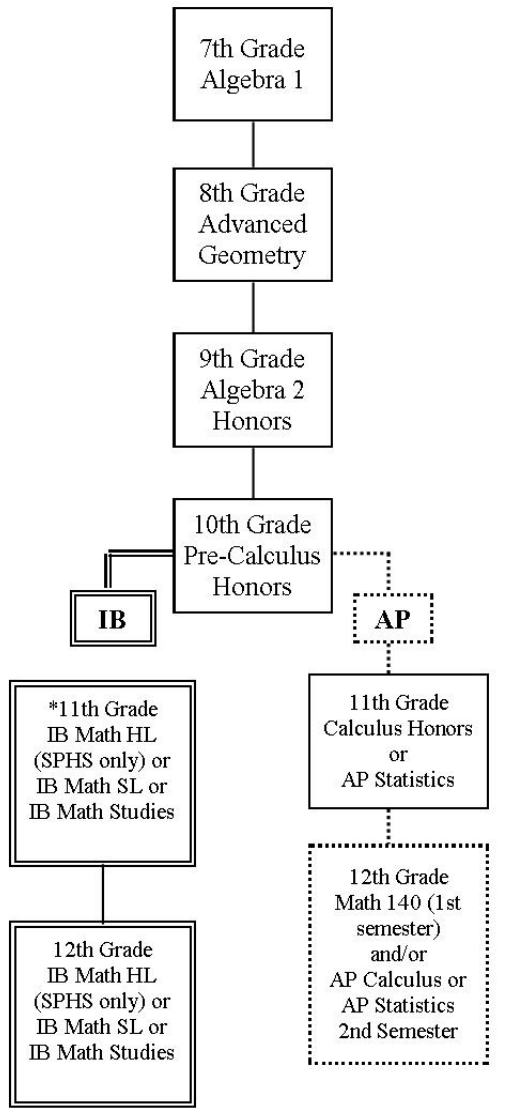 7th Grade
Algebra 1
8th Grade
Advanced
Geometry
9th Grade
Algebra 2
Honors
10th Grade
Pre-Calculus
Honors
IB
AP
*11th Grade
IB Math HL
(SPHS only) or
IB Math SL or
IB Math Studies
11th Grade
Calculus Honors
or
AP Statistics
12th Grade
IB Math HL
(SPHS only) or
IB Math SL or
IB Math Studies
12th Grade
Math 140 (1st
semester)
and/or
AP Calculus or
AP Statistics
2nd Semester